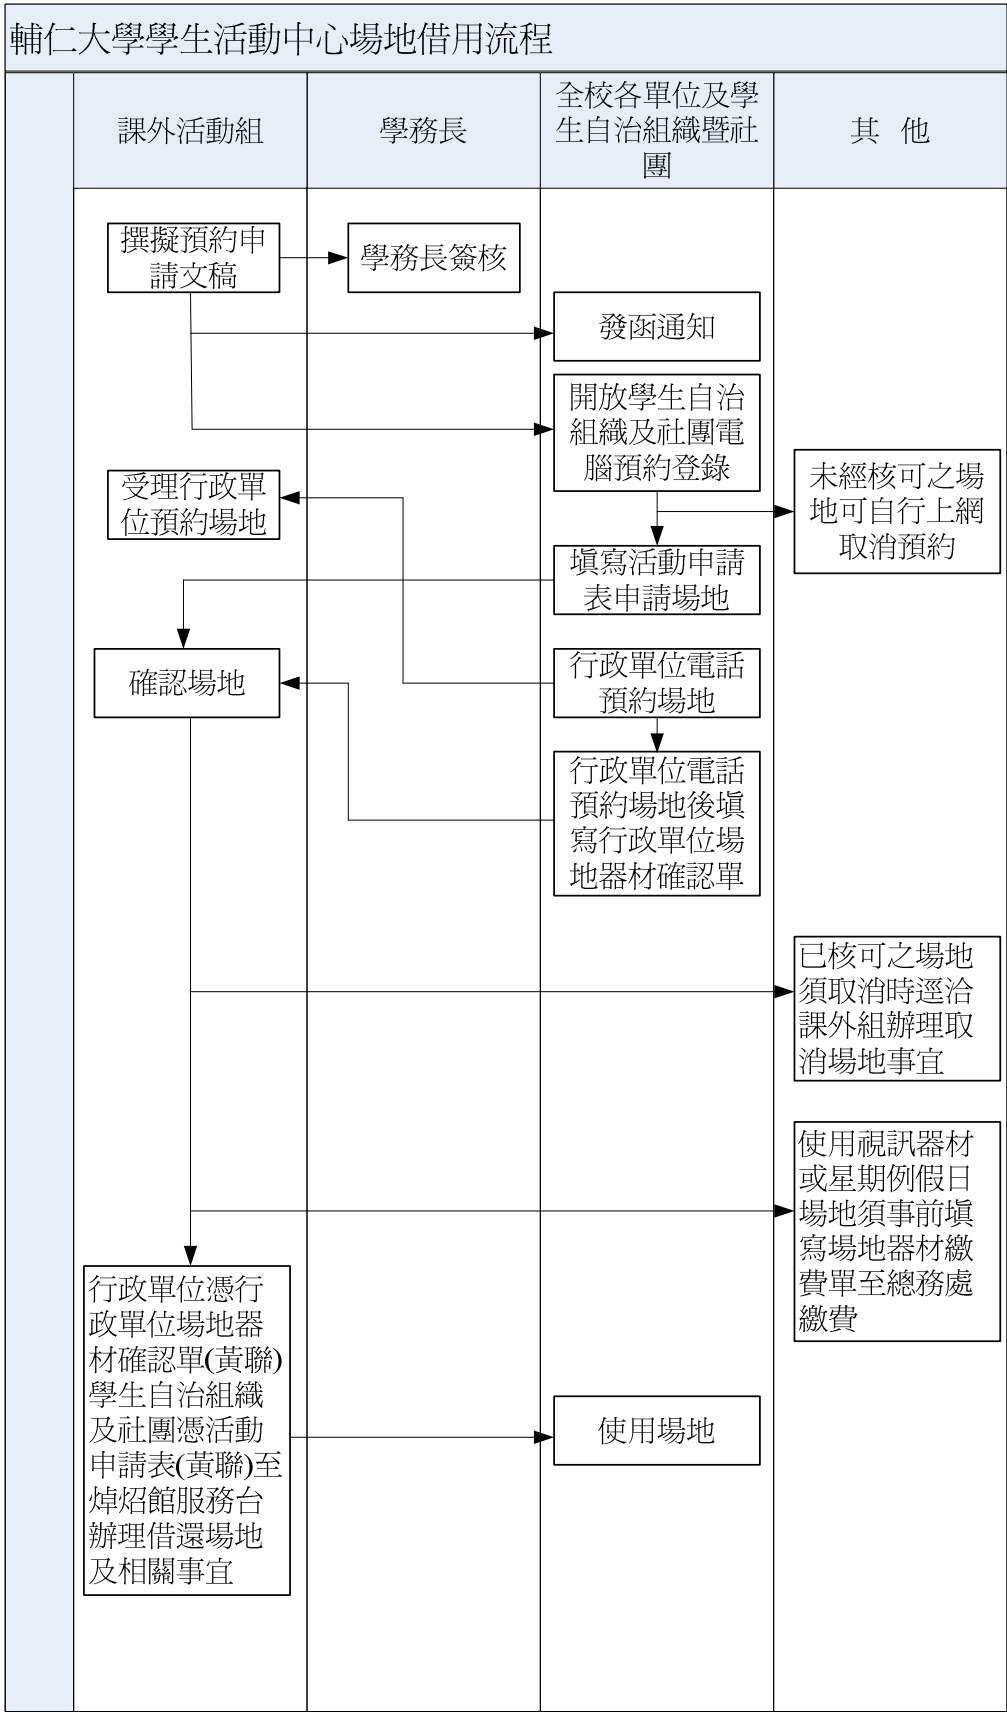 輔仁大學學生活動中心場地借用流程
課外活動組
學務長
全校各單位及學
生自治組織暨社
團
其 他
撰擬預約申
請文稿
學務長簽核
發函通知
開放學生自治
組織及社團電
腦預約登錄
受理行政單
位預約場地
未經核可之場
地可自行上網
取消預約
填寫活動申請
表申請場地
確認場地
行政單位電話
預約場地
行政單位電話
預約場地後填
寫行政單位場
地器材確認單
已核可之場地
須取消時逕洽
課外組辦理取
消場地事宜
使用視訊器材
或星期例假日
場地須事前填
寫場地器材繳
費單至總務處
繳費
行政單位憑行
政單位場地器
材確認單(黃聯)
學生自治組織
及社團憑活動
申請表(黃聯)至
焯炤館服務台
辦理借還場地
及相關事宜
使用場地